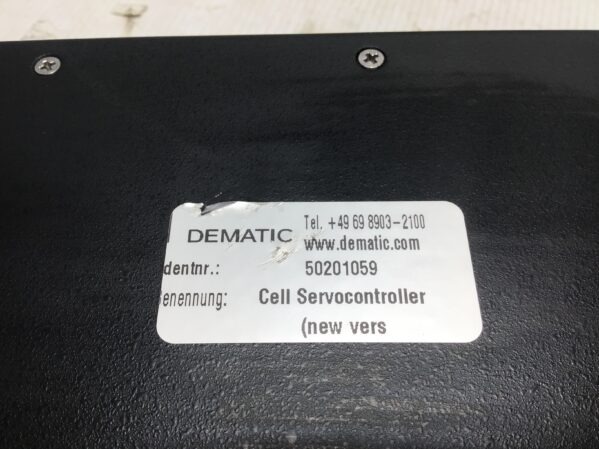 DEMATIC Tel. +49 69 8903-2100
www.dematic.com
dentnr.: 50201059
enennung: Cell Servocontroller
(new vers